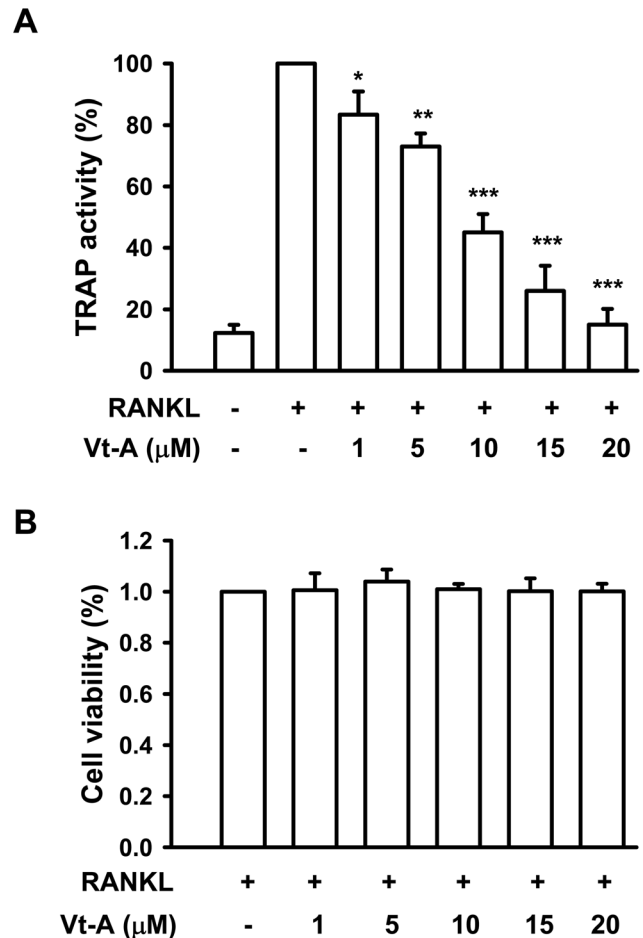 A
TRAP activity (%)
100
80
60
40
20
0
*
**
***
***
***
RANKL - + + + + + +
Vt-A (μM) - - 1 5 10 15 20
B
Cell viability (%)
1.2
1.0
0.8
0.6
0.4
0.2
0.0
RANKL + + + + + +
Vt-A (μM) - 1 5 10 15 20